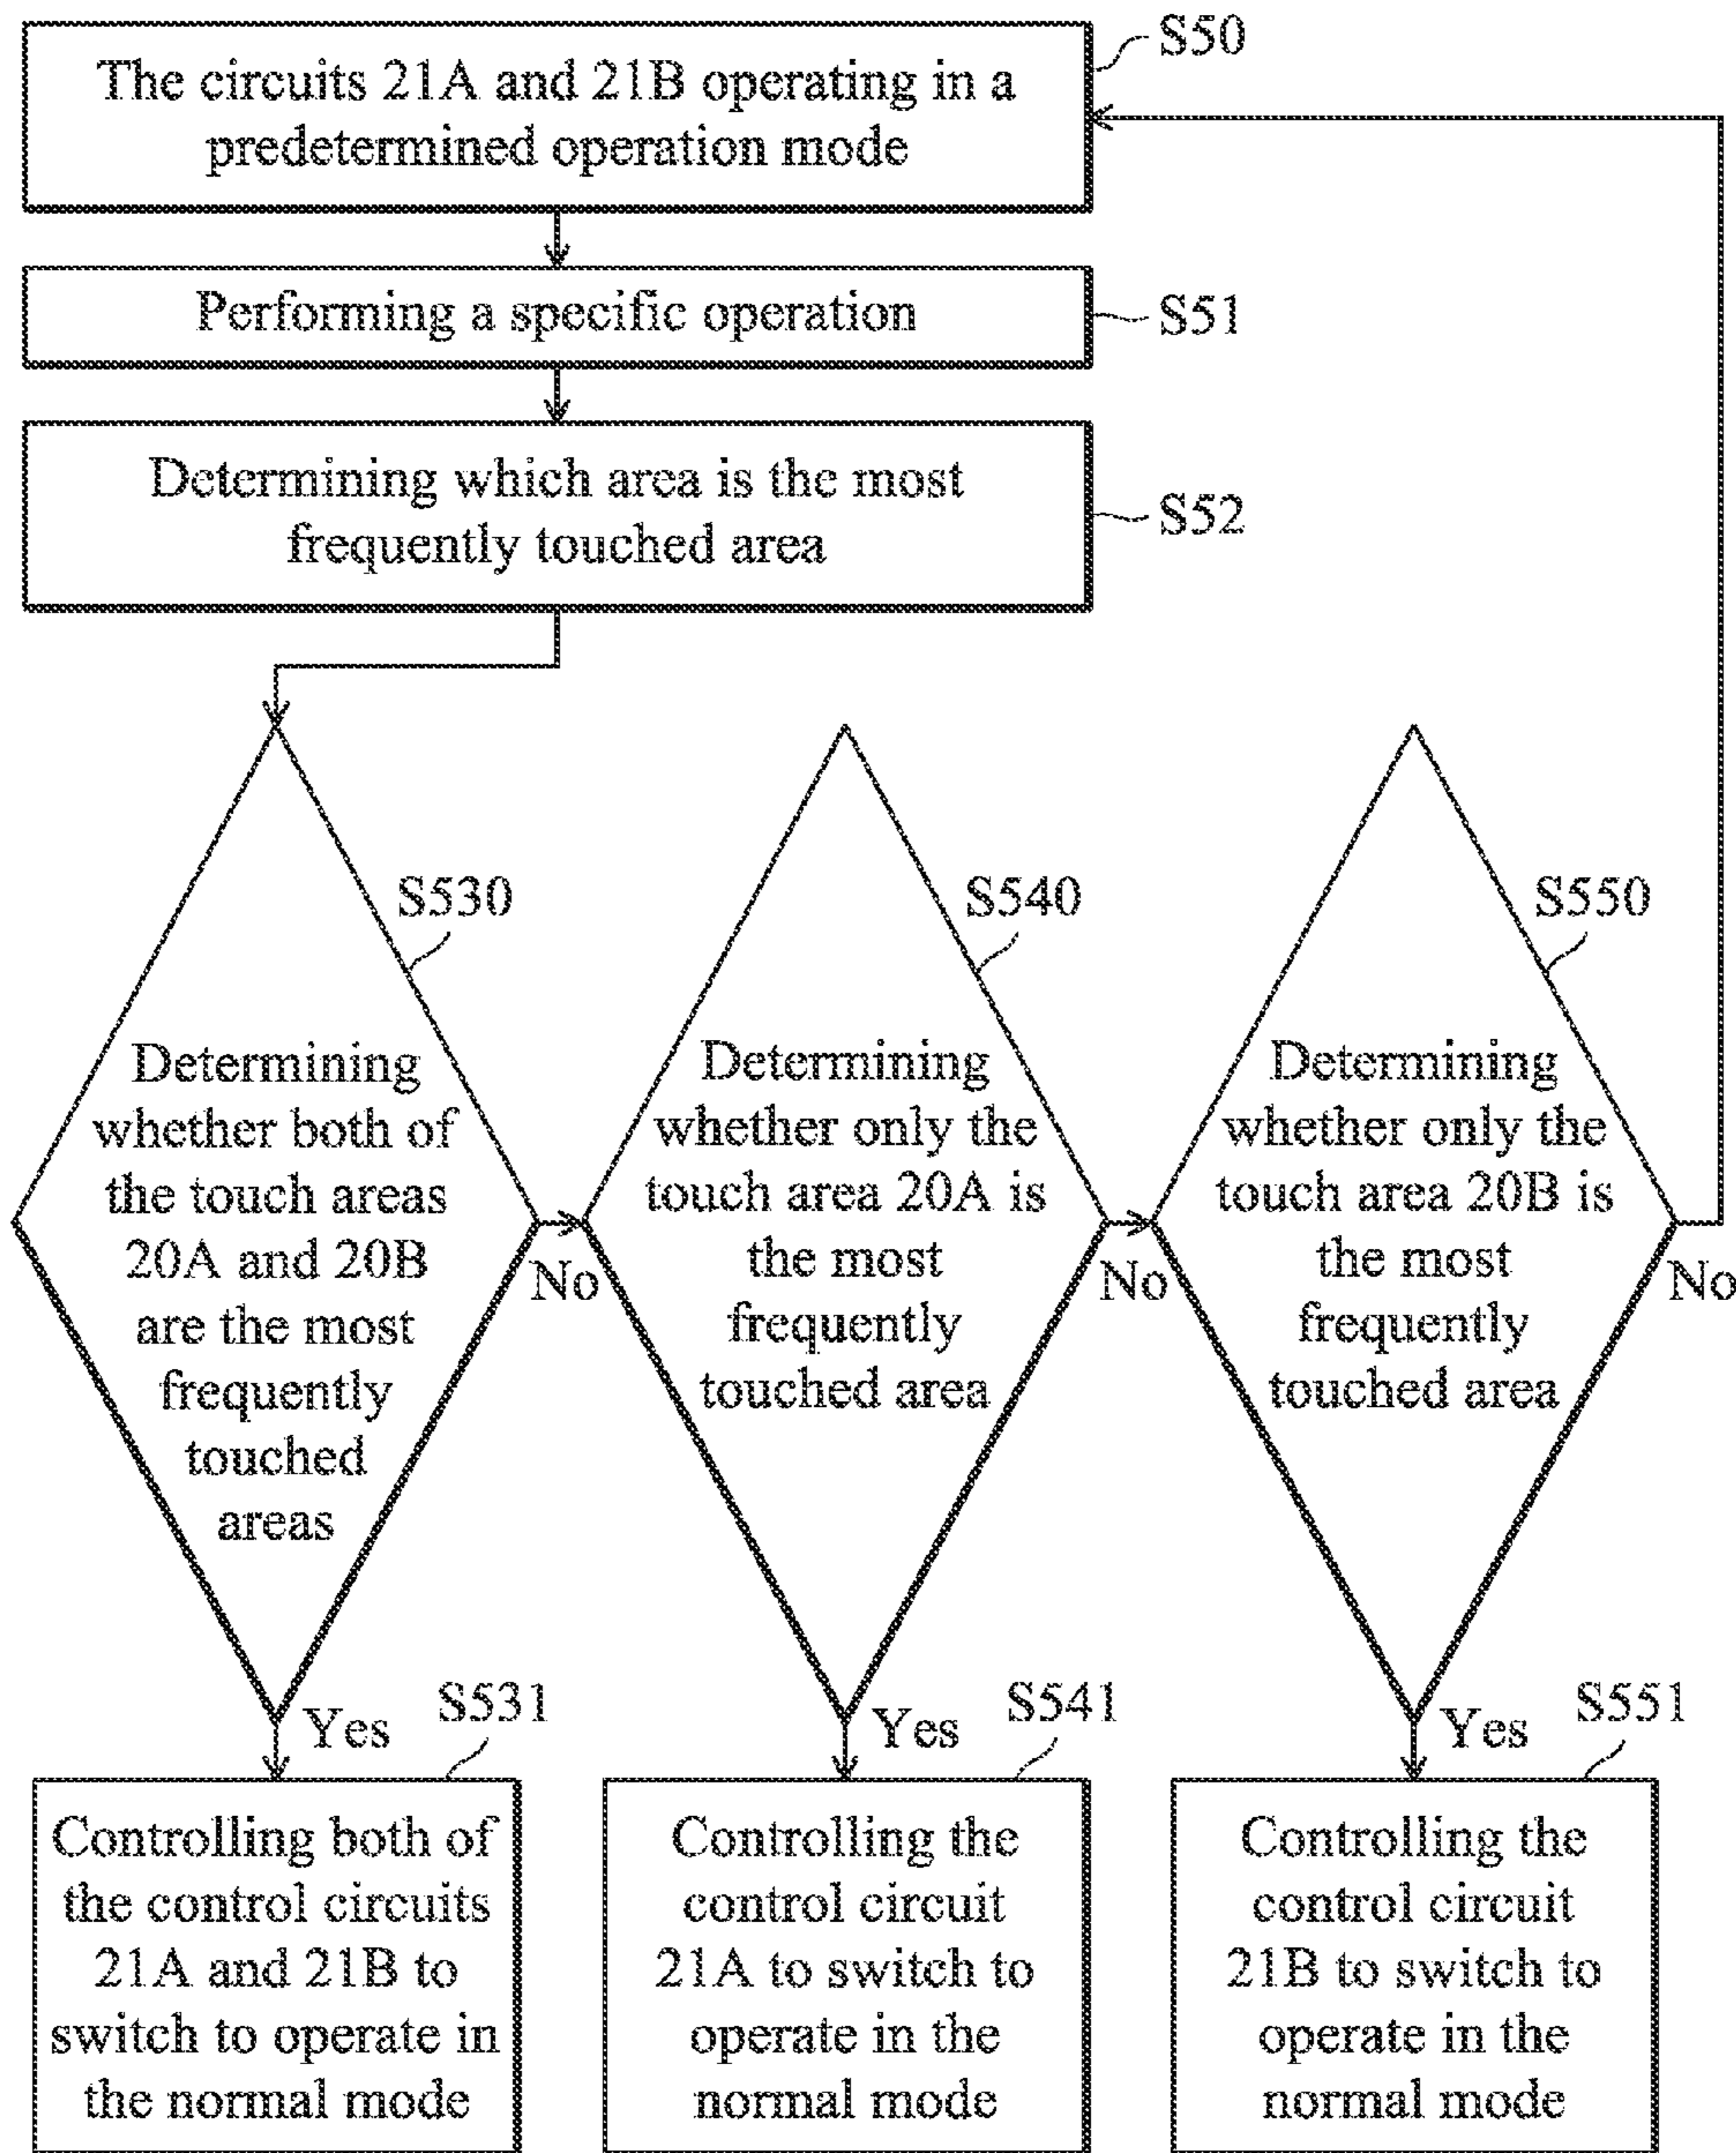 S50
The circuits 21A and 21B operating in a
predetermined operation mode
Performing a specific operation
S51
Determining which area is the most
frequently touched area
S52
S530
Determining
whether both of
the touch areas
20A and 20B
are the most
frequently
touched
areas
No
Yes
S540
Determining
whether only the
touch area 20A is
the most
frequently
touched area
No
Yes
S550
Determining
whether only the
touch area 20B is
the most
frequently
touched area
No
Yes
S531
Controlling both of
the control circuits
21A and 21B to
switch to operate in
the normal mode
S541
Controlling the
control circuit
21A to switch to
operate in the
normal mode
S551
Controlling the
control circuit
21B to switch to
operate in the
normal mode